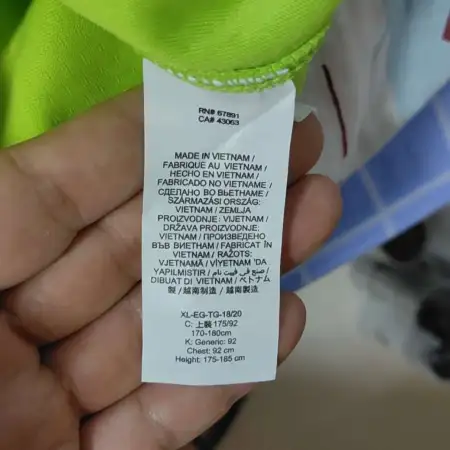 RN# 67891
CA# 43063
MADE IN VIETNAM /
FABRIQUE AU VIETNAM /
HECHO EN VIETNAM /
FABRICADO NO VIETNAME /
СДЕЛАНО ВО ВЬЕТНАМЕ /
SZÁRMAZÁSI ORSZÁG:
VIETNAM / ZEMLJA
PROIZVODNJE: VIJETNAM /
DRŽAVA PROIZVODNJE:
VIETNAM / ПРОИЗВЕДЕНО
ВЪВ ВИЕТНАМ / FABRICAT ÎN
VIETNAM / RAŽOTS:
VJETNAMĀ / VİYETNAM 'DA
YAPILMIŞTIR / صنع في فييت نام /
DIBUAT DI VIETNAM / ベトナム
製 / 越南制造 / 越南製造
XL-EG-TG-18/20
C: 上装 175/92
170-180cm
K: Generic: 92
Chest: 92 cm
Height: 175-185 cm